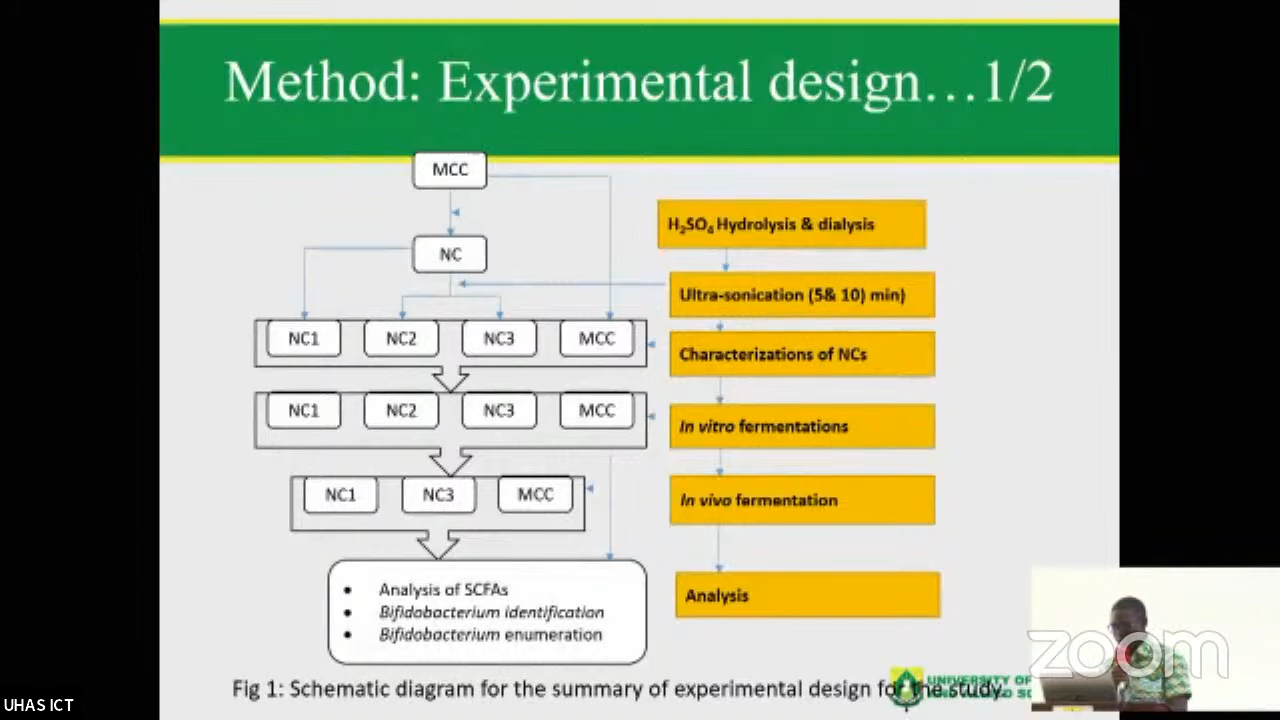 Method: Experimental design…1/2
MCC
H₂SO₄ Hydrolysis & dialysis
NC
Ultra-sonication (5& 10) min)
NC1 NC2 NC3 MCC
Characterizations of NCs
NC1 NC2 NC3 MCC
In vitro fermentations
NC1 NC3 MCC
In vivo fermentation
• Analysis of SCFAs
• Bifidobacterium identification
• Bifidobacterium enumeration
Analysis
zoom
Fig 1: Schematic diagram for the summary of experimental design for the study.
UNIVERSITY OF
UHAS ICT